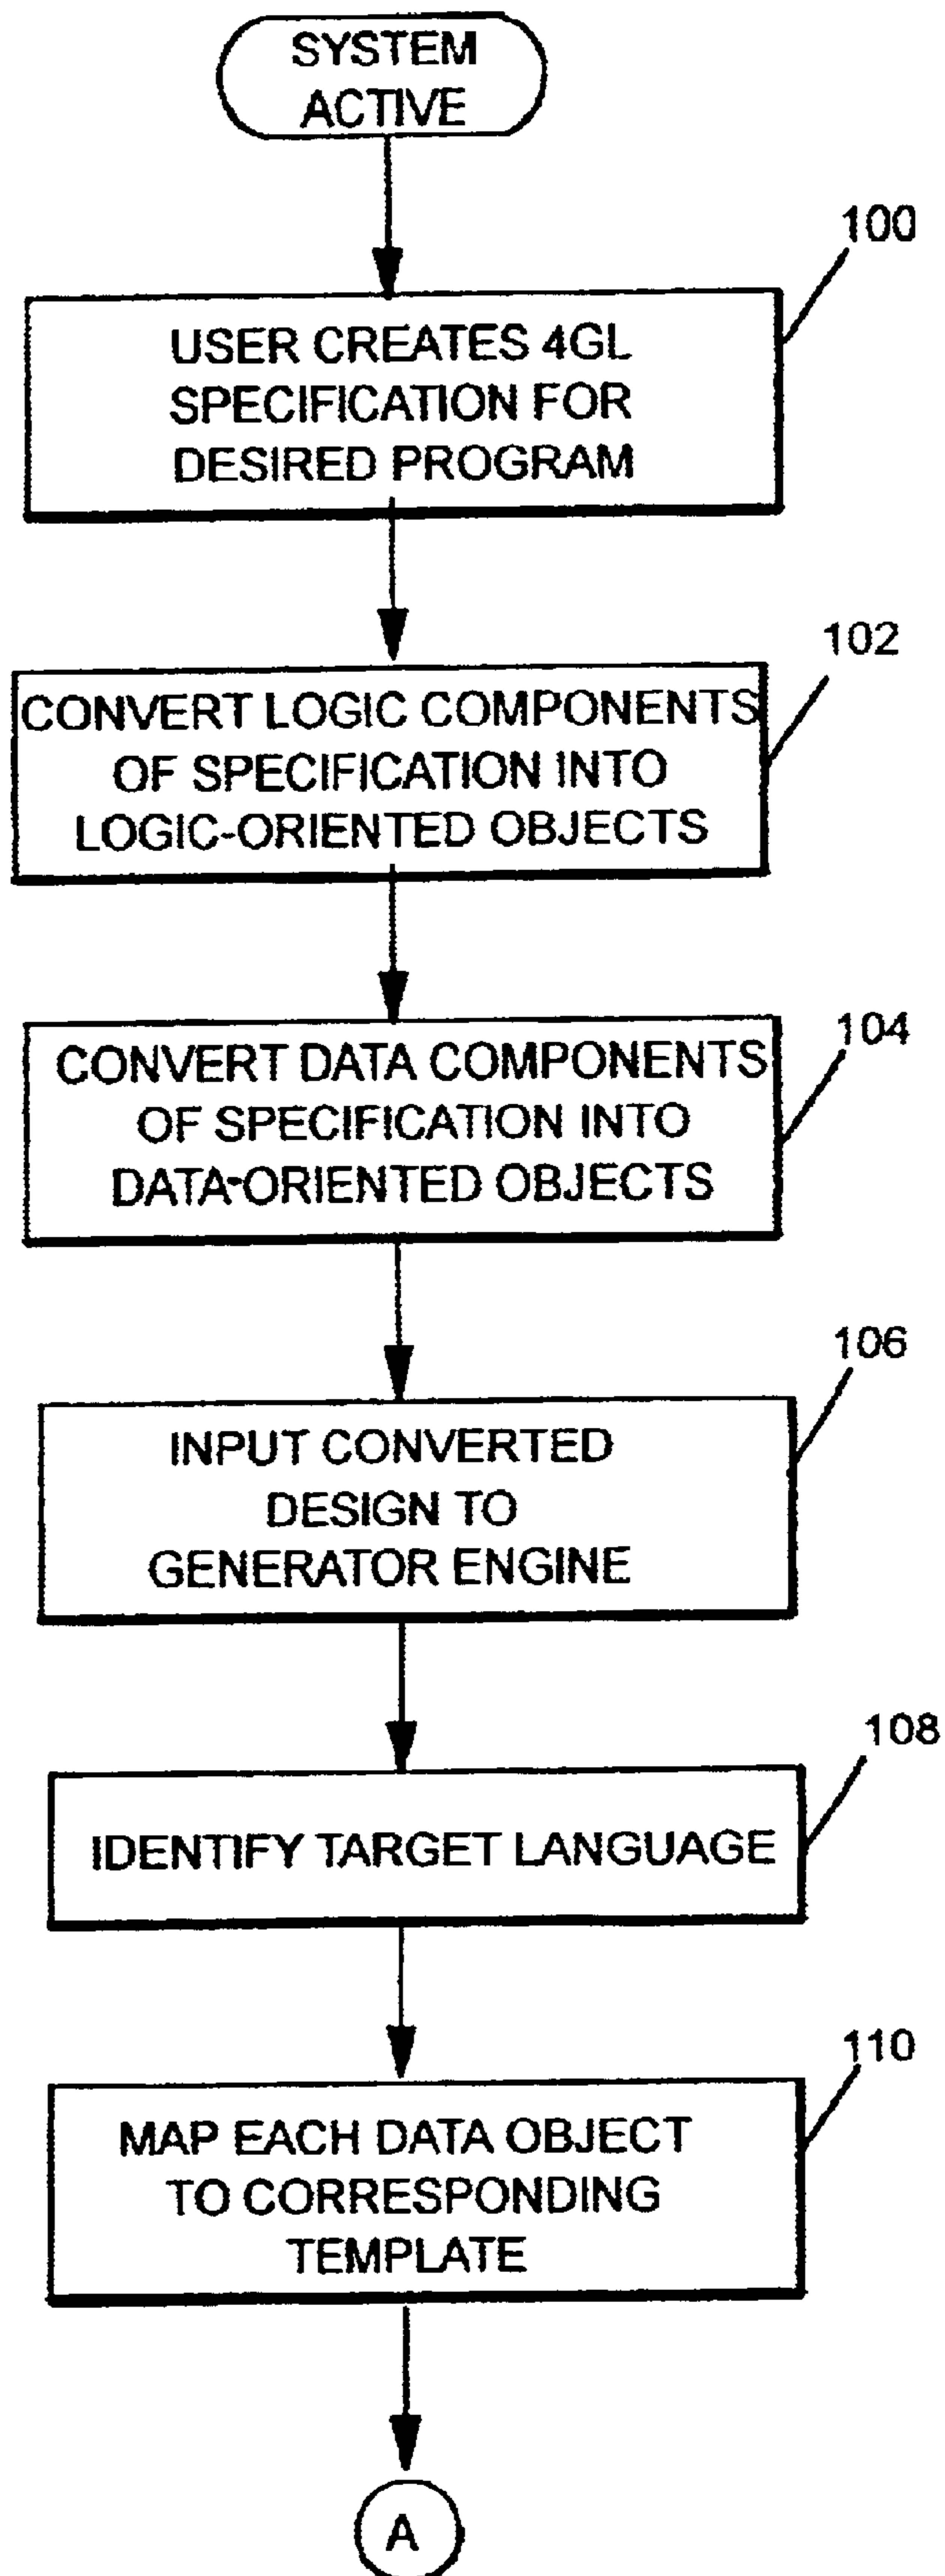 SYSTEM
ACTIVE
100
USER CREATES 4GL
SPECIFICATION FOR
DESIRED PROGRAM
102
CONVERT LOGIC COMPONENTS
OF SPECIFICATION INTO
LOGIC-ORIENTED OBJECTS
104
CONVERT DATA COMPONENTS
OF SPECIFICATION INTO
DATA-ORIENTED OBJECTS
106
INPUT CONVERTED
DESIGN TO
GENERATOR ENGINE
108
IDENTIFY TARGET LANGUAGE
110
MAP EACH DATA OBJECT
TO CORRESPONDING
TEMPLATE
A